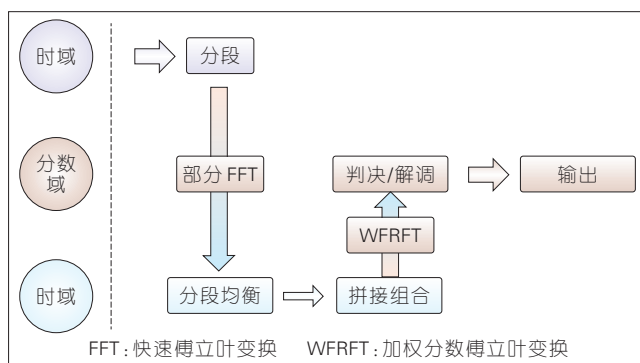 时域
分段
分数
域
部分 FFT
判决/解调
输出
WFRFT
时域
分段均衡
拼接组合
FFT：快速傅立叶变换 WFRFT：加权分数傅立叶变换